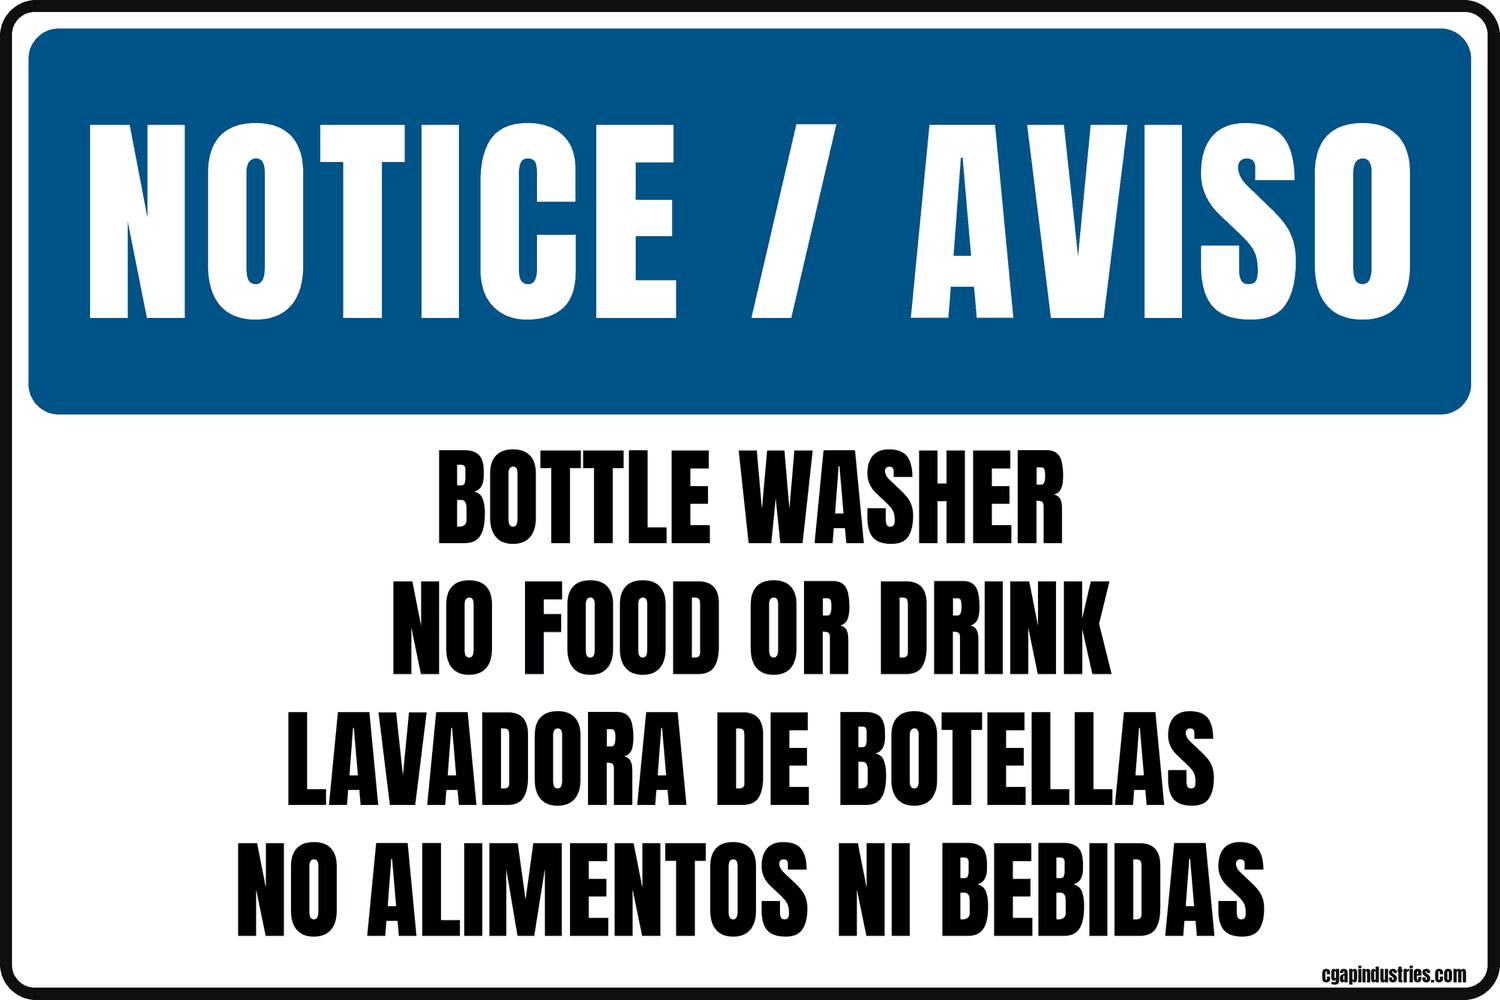 NOTICE / AVISO
BOTTLE WASHER
NO FOOD OR DRINK
LAVADORA DE BOTELLAS
NO ALIMENTOS NI BEBIDAS
cgapindustries.com